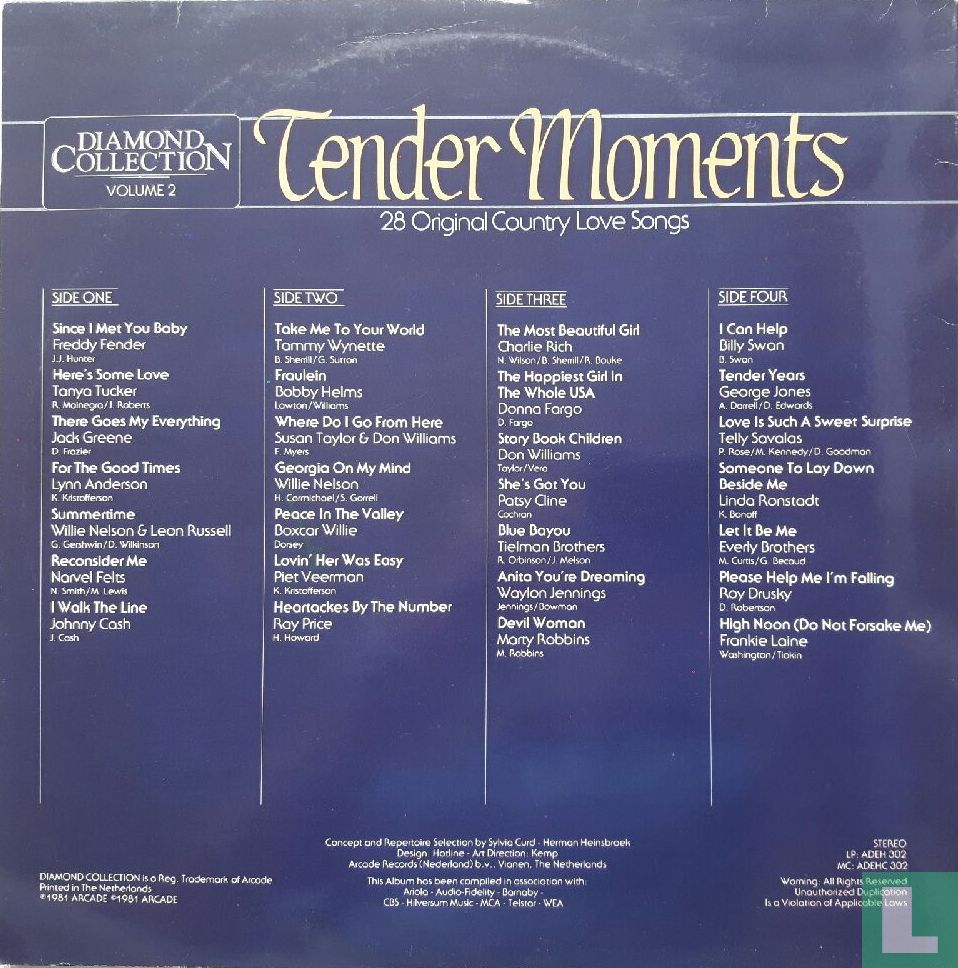 DIAMOND
COLLECTION
VOLUME 2
Tender Moments
28 Original Country Love Songs
SIDE ONE
Since I Met You Baby
Freddy Fender
J.J. Hunter
Here's Some Love
Tanya Tucker
R. Mainegra/J. Roberts
There Goes My Everything
Jack Greene
D. Frazier
For The Good Times
Lynn Anderson
K. Kristofferson
Summertime
Willie Nelson & Leon Russell
G. Gershwin/D. Wilkinson
Reconsider Me
Narvel Felts
N. Smith/M. Lewis
I Walk The Line
Johnny Cash
J. Cash
SIDE TWO
Take Me To Your World
Tammy Wynette
B. Sherrill/G. Surran
Fraulein
Bobby Helms
Lawton/Williams
Where Do I Go From Here
Susan Taylor & Don Williams
F. Myers
Georgia On My Mind
Willie Nelson
H. Carmichael/S. Gorrell
Peace In The Valley
Boxcar Willie
Dorsey
Lovin' Her Was Easy
Piet Veerman
K. Kristofferson
Heartackes By The Number
Ray Price
H. Howard
SIDE THREE
The Most Beautiful Girl
Charlie Rich
N. Wilson/B. Sherrill/R. Bouke
The Happiest Girl In
The Whole USA
Donna Fargo
D. Fargo
Story Book Children
Don Williams
Taylor/Vera
She's Got You
Patsy Cline
Cochran
Blue Bayou
Tielman Brothers
R. Orbinson/J. Melson
Anita You're Dreaming
Waylon Jennings
Jennings/Bowman
Devil Woman
Marty Robbins
M. Robbins
SIDE FOUR
I Can Help
Billy Swan
B. Swan
Tender Years
George Jones
A. Darrell/D. Edwards
Love Is Such A Sweet Surprise
Telly Savalas
P. Rose/M. Kennedy/D. Goodman
Someone To Lay Down
Beside Me
Linda Ronstadt
K. Bonoff
Let It Be Me
Everly Brothers
M. Curtis/G. Becaud
Please Help Me I'm Falling
Roy Drusky
D. Robertson
High Noon (Do Not Forsake Me)
Frankie Laine
Washington/Tiokin
Concept and Repertoire Selection by Sylvia Curd - Herman Heinsbroek
Design: Hotline - Art Direction: Kemp
Arcade Records (Nederland) b.v., Vianen, The Netherlands
This Album has been compiled in association with:
Ariola - Audio-Fidelity - Barnaby -
CBS - Hilversum Music - MCA - Telstar - WEA
DIAMOND COLLECTION is a Reg. Trademark of Arcade
Printed in The Netherlands
℗1981 ARCADE ©1981 ARCADE
STEREO
LP: ADEH 302
MC: ADEHC 302
Warning: All Rights Reserved
Unauthorized Duplication
Is a Violation of Applicable Laws
L